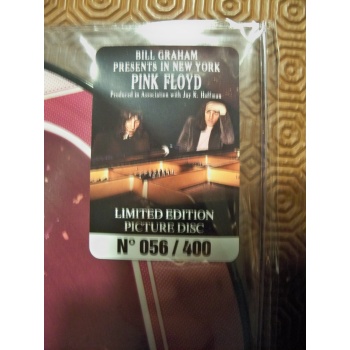 BILL GRAHAM
PRESENTS IN NEW YORK
PINK FLOYD
Produced in Association with Jay K. Hoffman
LIMITED EDITION
PICTURE DISC
N° 056 / 400